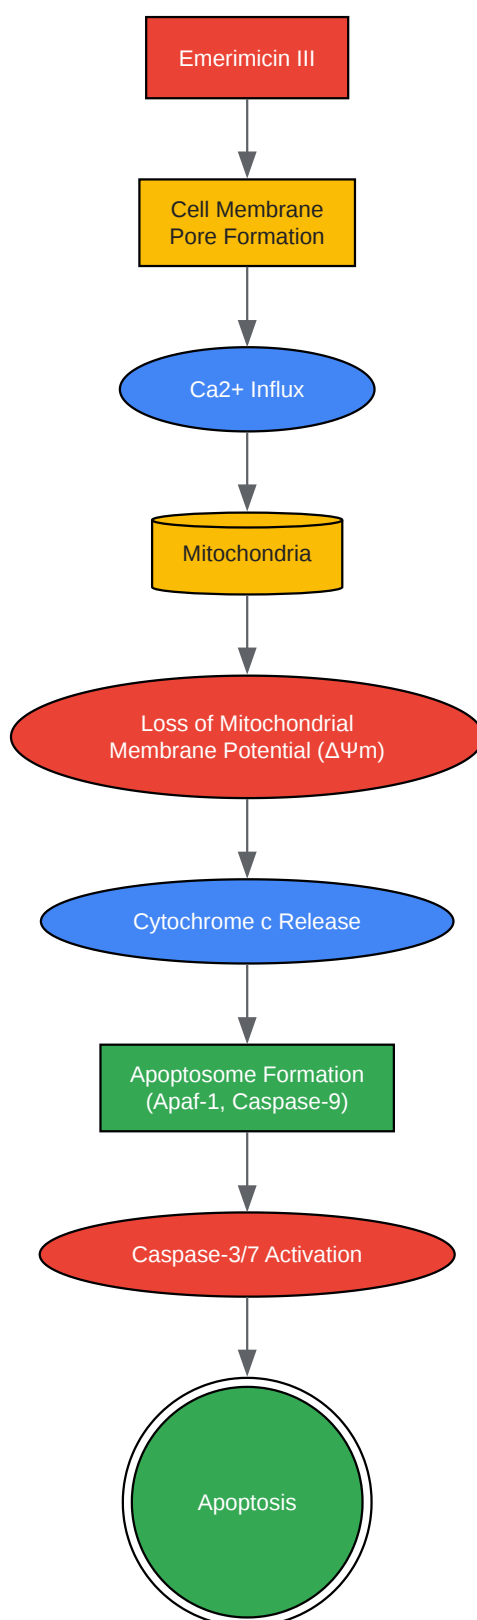 Emerimicin III
Cell Membrane
Pore Formation
Ca2+ Influx
Mitochondria
Loss of Mitochondrial
Membrane Potential (ΔΨm)
Cytochrome c Release
Apoptosome Formation
(Apaf-1, Caspase-9)
Caspase-3/7 Activation
Apoptosis